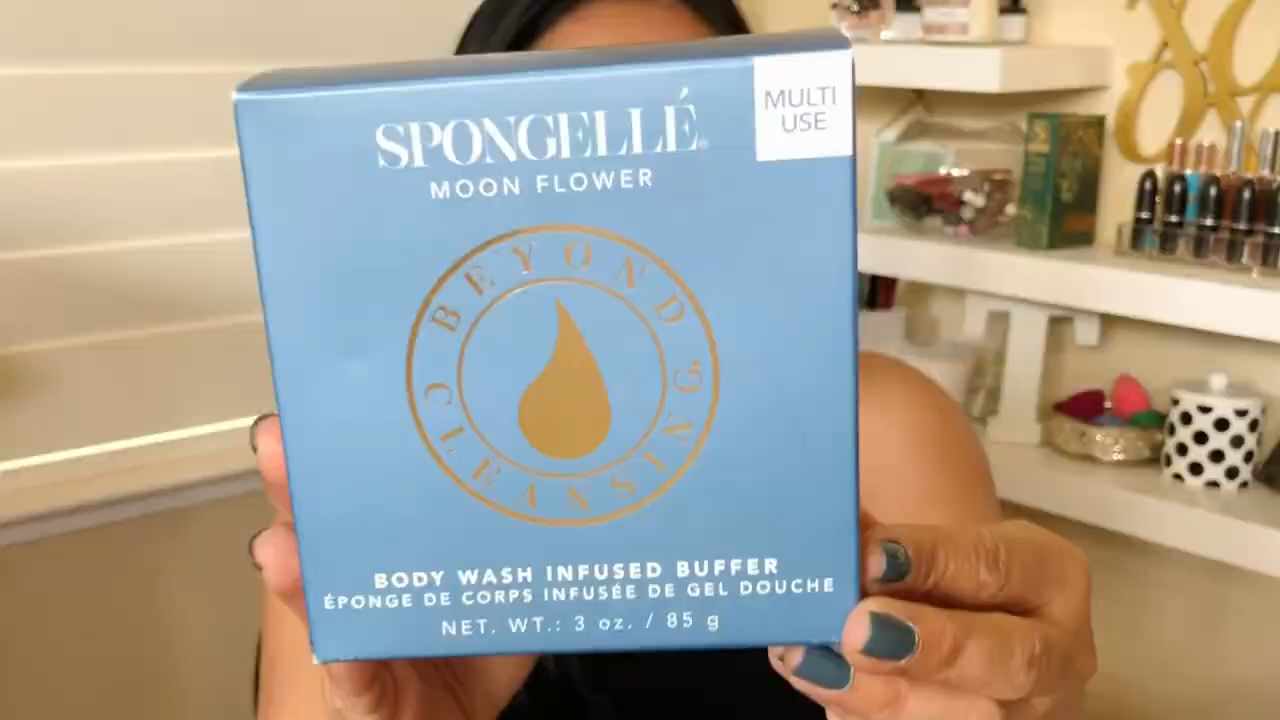 SPONGELLÉ
MULTI
USE
MOON FLOWER
BEYOND
CLEANSING
BODY WASH INFUSED BUFFER
ÉPONGE DE CORPS INFUSÉE DE GEL DOUCHE
NET. WT.: 3 oz. / 85 g